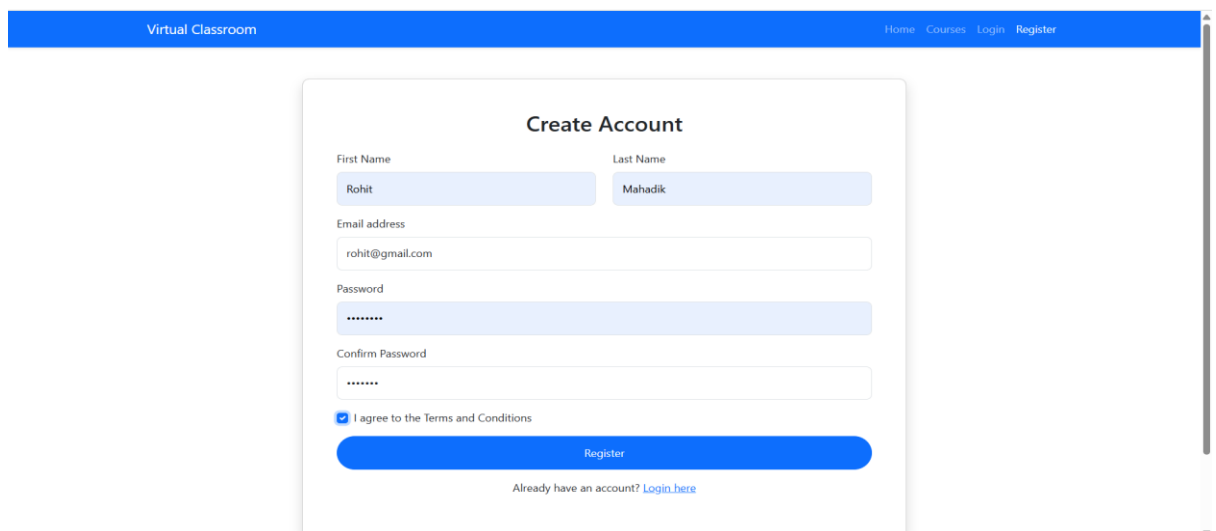 Virtual Classroom Home Courses Login Register
Create Account
First Name Last Name
Rohit Mahadik
Email address
rohit@gmail.com
Password
••••••••
Confirm Password
•••••••
I agree to the Terms and Conditions
Register
Already have an account? Login here